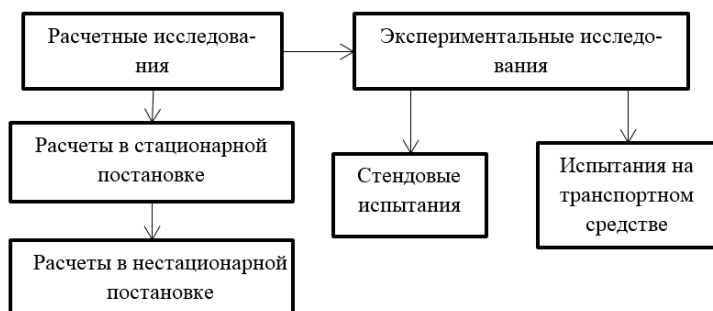 Расчетные исследова-
ния
Экспериментальные исследо-
вания
Расчеты в стационарной
постановке
Стендовые
испытания
Испытания на
транспортном
средстве
Расчеты в нестационарной
постановке